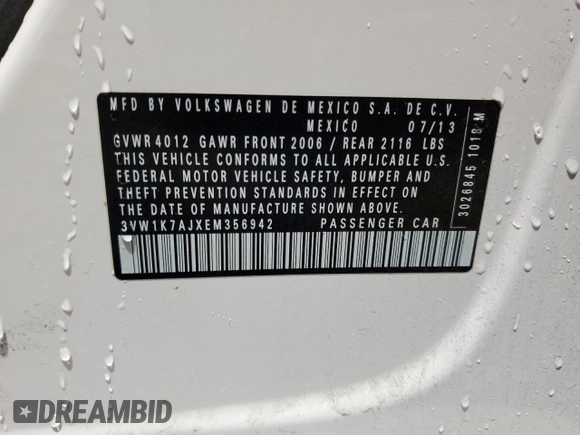 MFD BY VOLKSWAGEN DE MEXICO S.A. DE C.V.
MEXICO 07/13
GVWR 4012 GAWR FRONT 2006 / REAR 2116 LBS
THIS VEHICLE CONFORMS TO ALL APPLICABLE U.S.
FEDERAL MOTOR VEHICLE SAFETY, BUMPER AND
THEFT PREVENTION STANDARDS IN EFFECT ON
THE DATE OF MANUFACTURE SHOWN ABOVE.
3VW1K7AJXEM356942 PASSENGER CAR
3026845 1018
DREAMBID